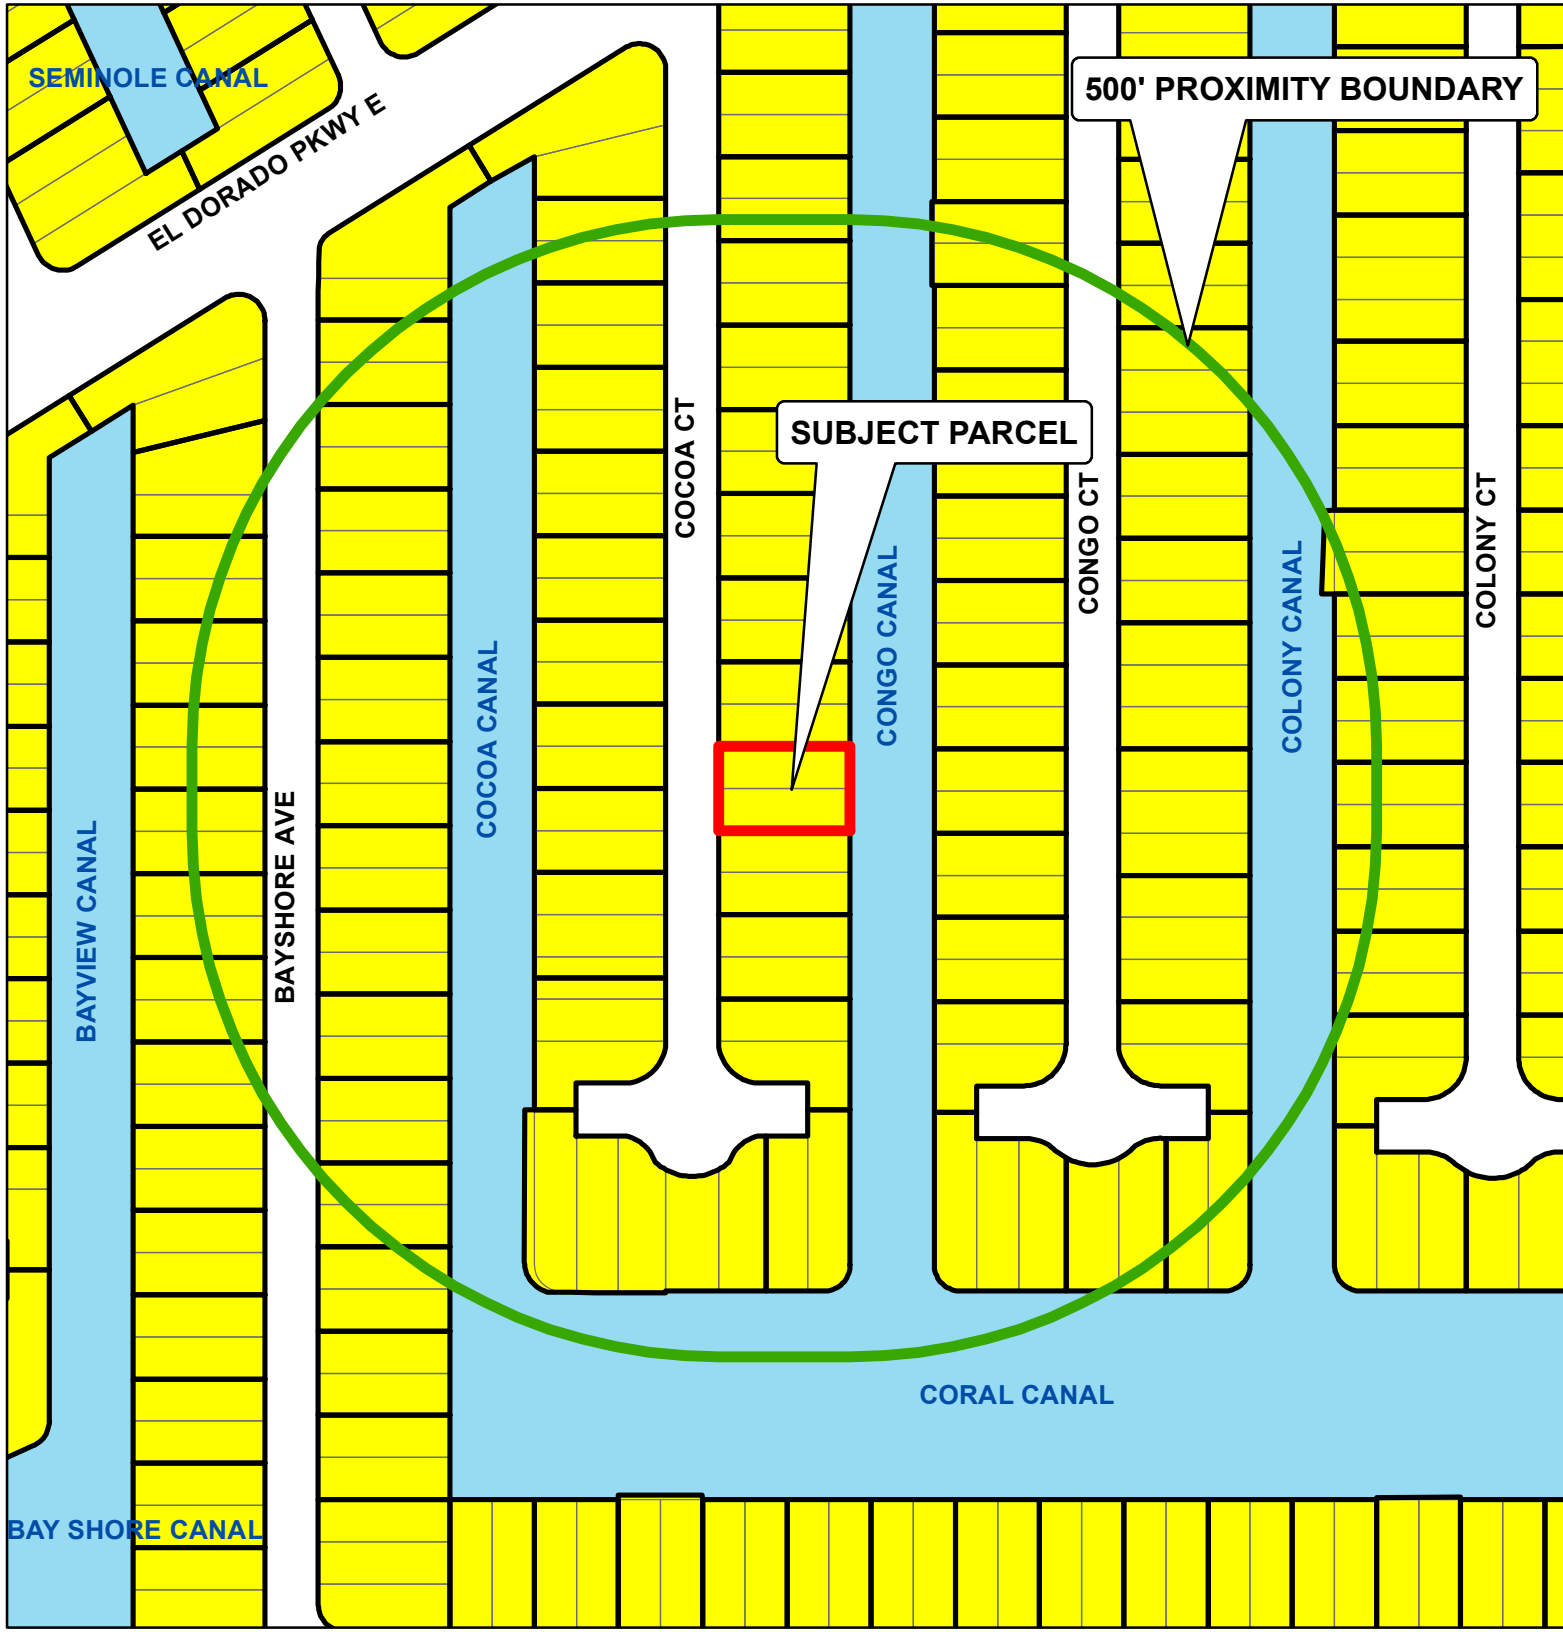 SEMINOLE CANAL
500' PROXIMITY BOUNDARY
EL DORADO PKWY E
SUBJECT PARCEL
COCOA CT
CONGO CT
COLONY CT
CONGO CANAL
COLONY CANAL
COCOA CANAL
BAYSHORE AVE
BAYVIEW CANAL
CORAL CANAL
BAY SHORE CANAL